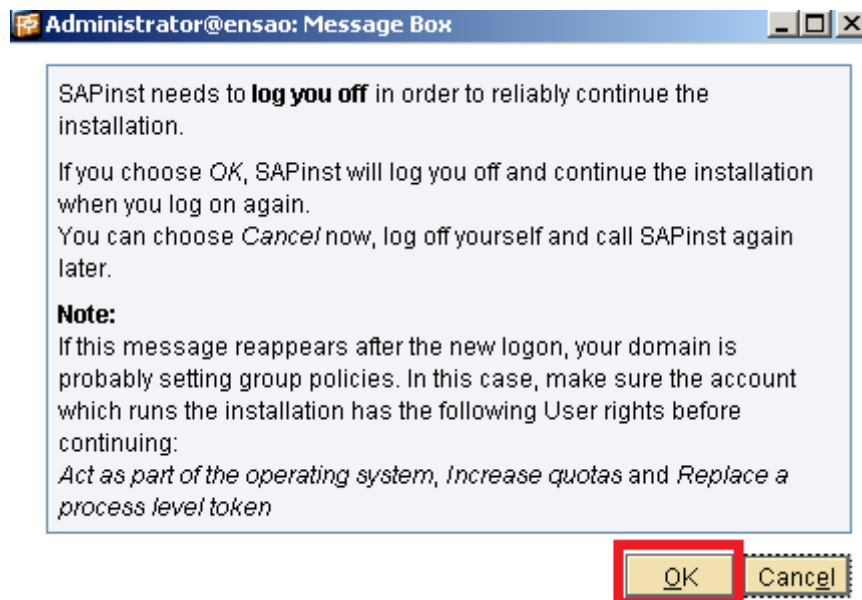 Administrator@ensao: Message Box
SAPinst needs to log you off in order to reliably continue the
installation.
If you choose OK, SAPinst will log you off and continue the installation
when you log on again.
You can choose Cancel now, log off yourself and call SAPinst again
later.
Note:
If this message reappears after the new logon, your domain is
probably setting group policies. In this case, make sure the account
which runs the installation has the following User rights before
continuing:
Act as part of the operating system, Increase quotas and Replace a
process level token
OK Cancel